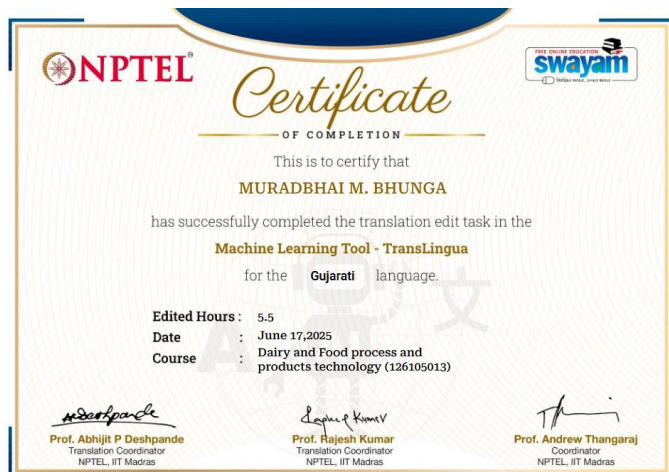 NPTEL
FREE ONLINE EDUCATION
swayam
Certificate
OF COMPLETION
This is to certify that
MURADBHAI M. BHUNGA
has successfully completed the translation edit task in the
Machine Learning Tool - TransLingua
for the Gujarati language.
Edited Hours : 5.5
Date : June 17,2025
Course : Dairy and Food process and
products technology (126105013)
Prof. Abhijit P Deshpande
Translation Coordinator
NPTEL, IIT Madras
Prof. Rajesh Kumar
Translation Coordinator
NPTEL, IIT Madras
Prof. Andrew Thangaraj
Coordinator
NPTEL, IIT Madras